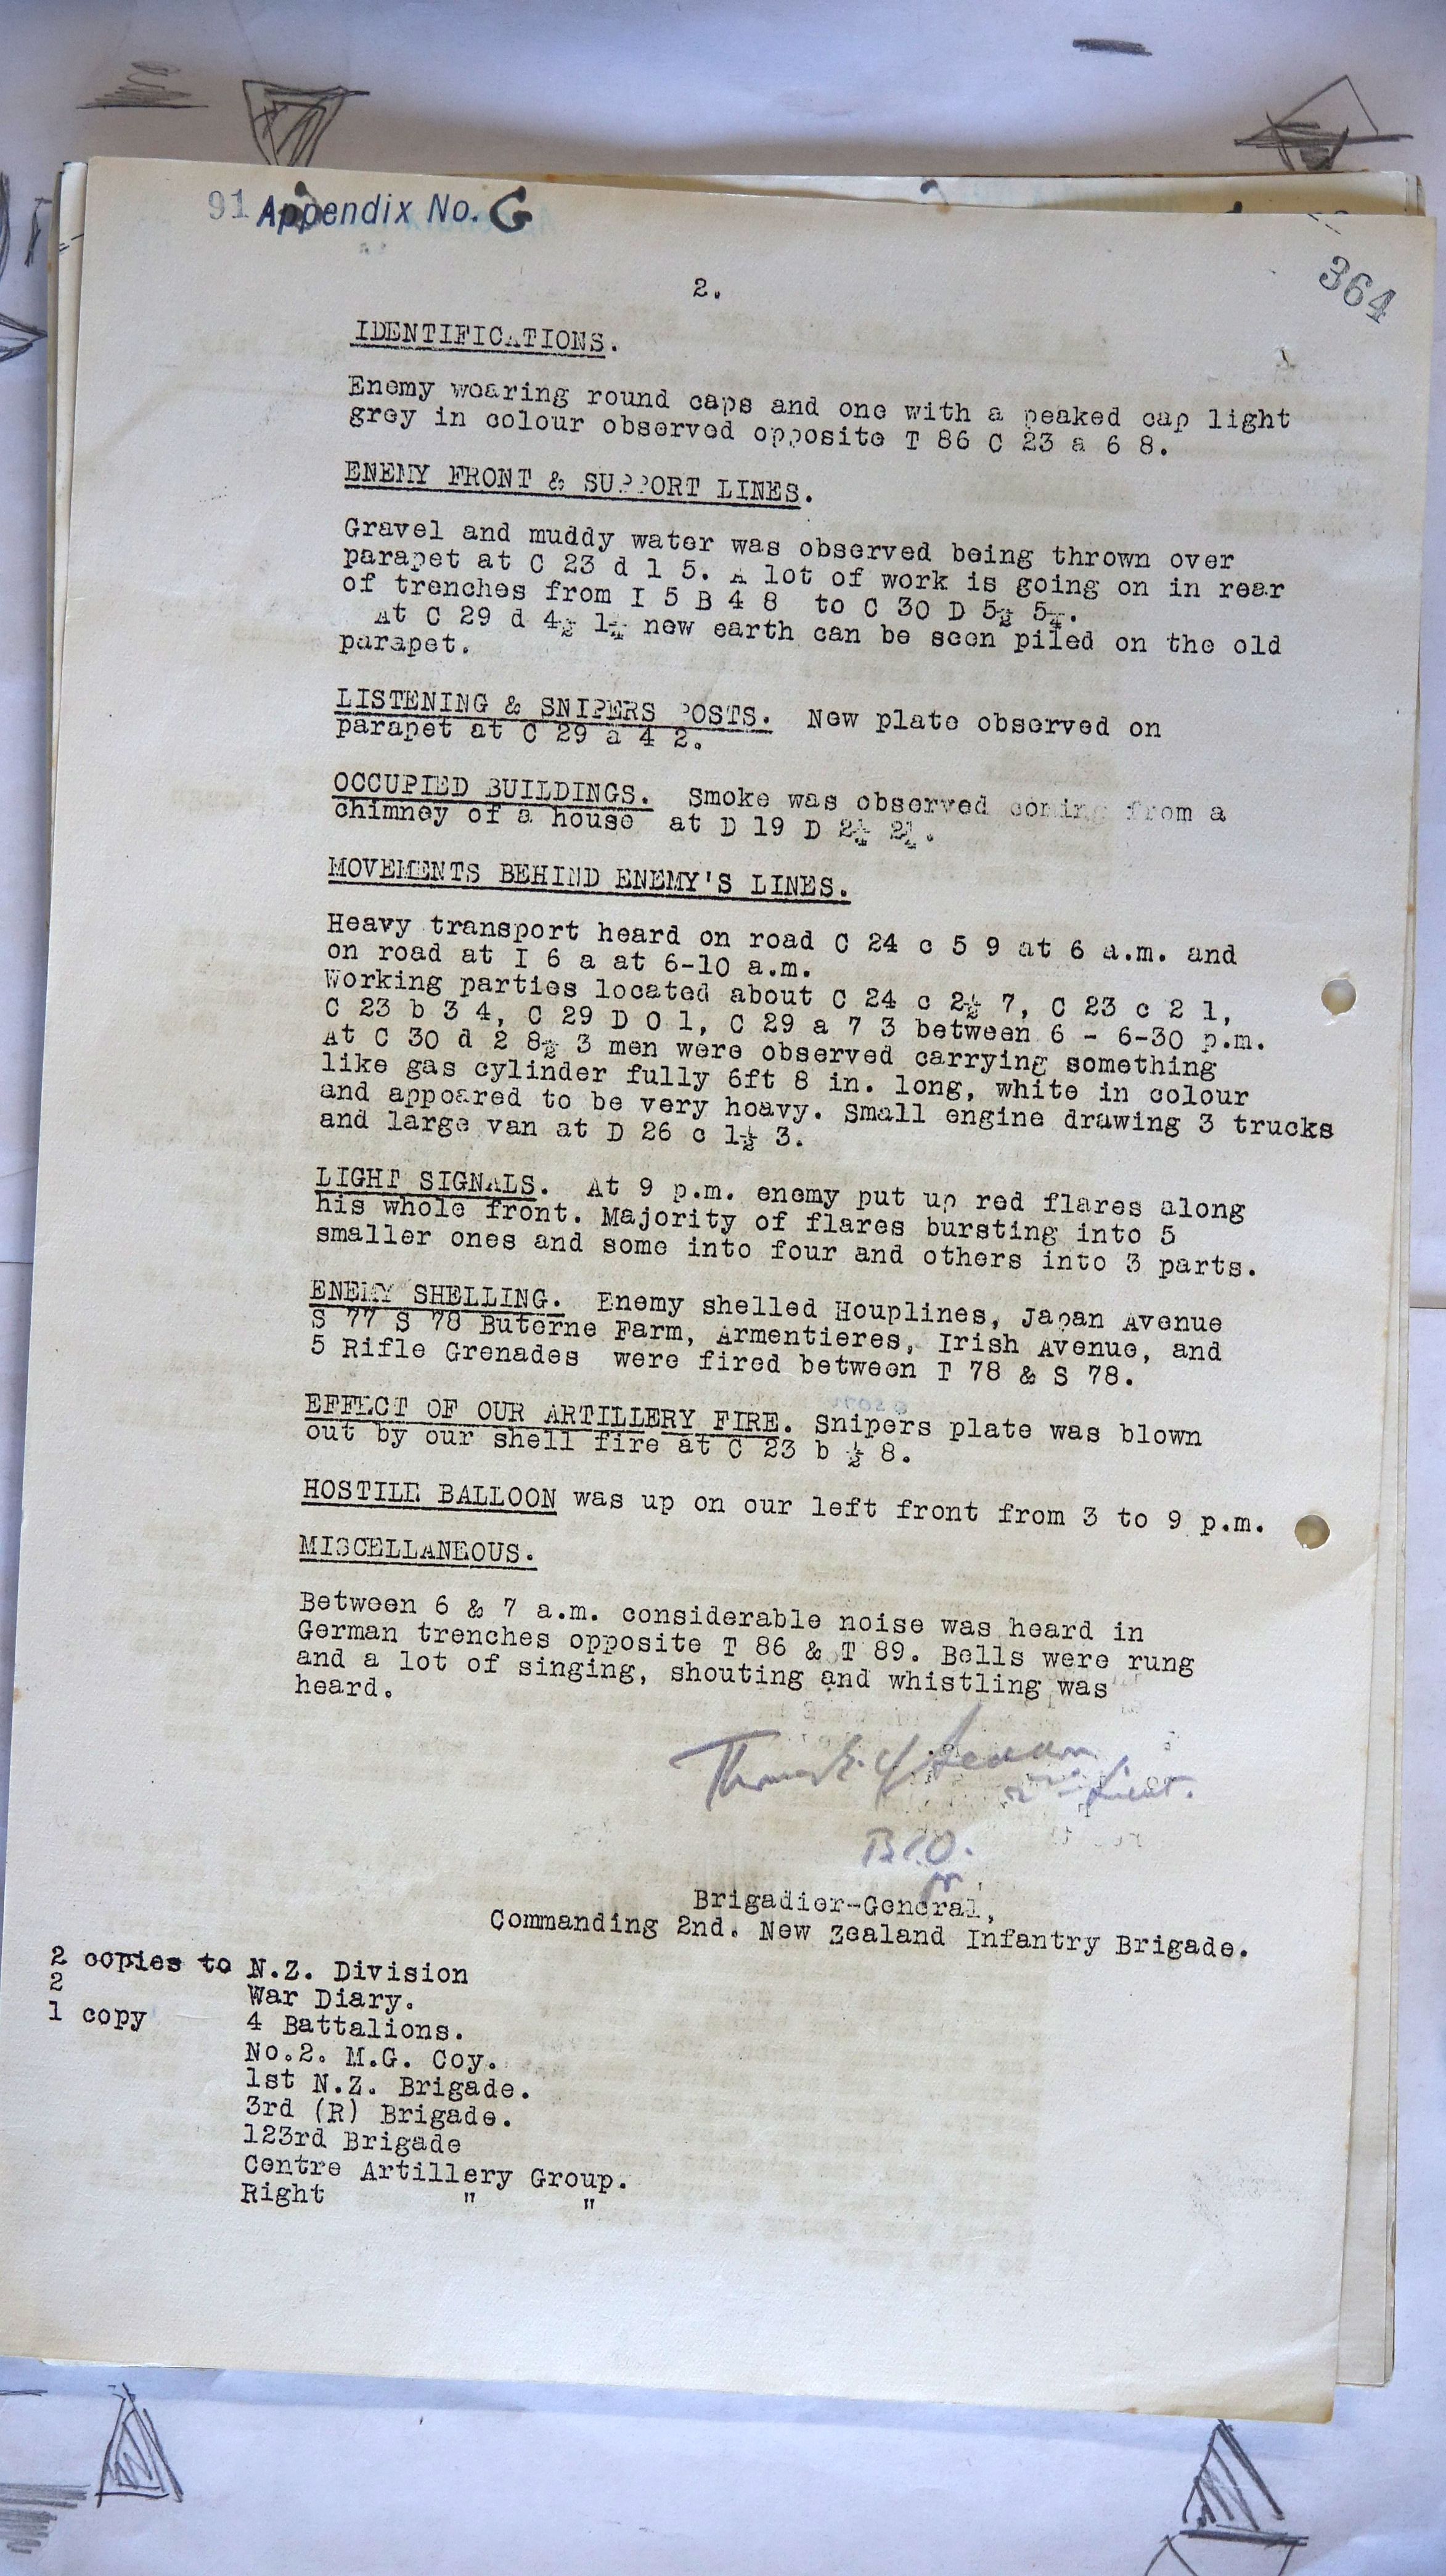 91 Appendix No. G
364
2.
IDENTIFICATIONS.
Enemy wearing round caps and one with a peaked cap light
grey in colour observed opposite T 86 C 23 a 6 8.
ENEMY FRONT & SUPPORT LINES.
Gravel and muddy water was observed being thrown over
parapet at C 23 d 1 5. A lot of work is going on in rear
of trenches from I 5 B 4 8 to C 30 D 5½ 5¼.
At C 29 d 4½ 1¼ new earth can be seen piled on the old
parapet.
LISTENING & SNIPERS POSTS. New plate observed on
parapet at C 29 a 4 2.
OCCUPIED BUILDINGS. Smoke was observed coming from a
chimney of a house at D 19 D 2¼ 2¼.
MOVEMENTS BEHIND ENEMY'S LINES.
Heavy transport heard on road C 24 c 5 9 at 6 a.m. and
on road at I 6 a at 6-10 a.m.
Working parties located about C 24 c 2½ 7, C 23 c 2 1,
C 23 b 3 4, C 29 D 0 1, C 29 a 7 3 between 6 - 6-30 p.m.
At C 30 d 2 8½ 3 men were observed carrying something
like gas cylinder fully 6ft 8 in. long, white in colour
and appeared to be very heavy. Small engine drawing 3 trucks
and large van at D 26 c 1½ 3.
LIGHT SIGNALS. At 9 p.m. enemy put up red flares along
his whole front. Majority of flares bursting into 5
smaller ones and some into four and others into 3 parts.
ENEMY SHELLING. Enemy shelled Houplines, Japan Avenue
S 77 S 78 Buterne Farm, Armentieres, Irish Avenue, and
5 Rifle Grenades were fired between T 78 & S 78.
EFFECT OF OUR ARTILLERY FIRE. Snipers plate was blown
out by our shell fire at C 23 b ½ 8.
HOSTILE BALLOON was up on our left front from 3 to 9 p.m.
MISCELLANEOUS.
Between 6 & 7 a.m. considerable noise was heard in
German trenches opposite T 86 & T 89. Bells were rung
and a lot of singing, shouting and whistling was
heard.
2nd Lieut.
B.I.O.
Brigadier-General,
Commanding 2nd. New Zealand Infantry Brigade.
2 copies to N.Z. Division
2 War Diary.
1 copy 4 Battalions.
No.2. M.G. Coy.
1st N.Z. Brigade.
3rd (R) Brigade.
123rd Brigade
Centre Artillery Group.
Right " "